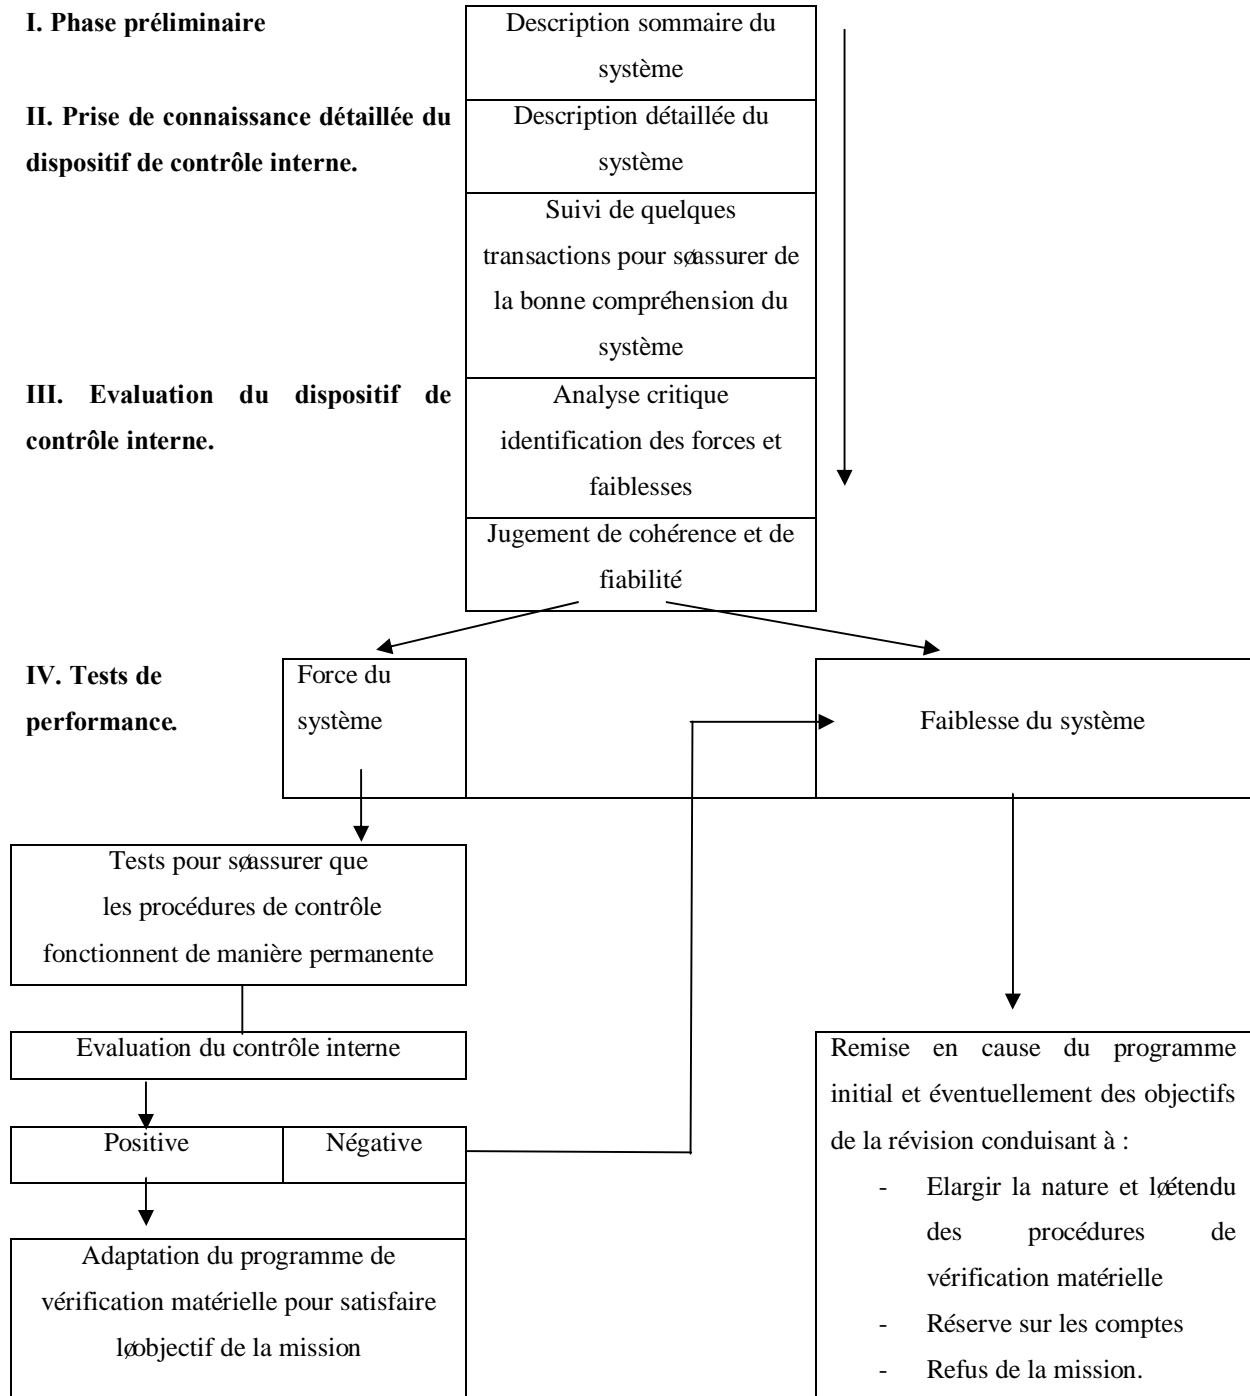 I. Phase préliminaire
Description sommaire du
système
II. Prise de connaissance détaillée du
dispositif de contrôle interne.
Description détaillée du
système
Suivi de quelques
transactions pour søassurer de
la bonne compréhension du
système
III. Evaluation du dispositif de
contrôle interne.
Analyse critique
identification des forces et
faiblesses
Jugement de cohérence et de
fiabilité
IV. Tests de
performance.
Force du
système
Faiblesse du système
Tests pour søassurer que
les procédures de contrôle
fonctionnent de manière permanente
Evaluation du contrôle interne
Positive
Négative
Adaptation du programme de
vérification matérielle pour satisfaire
løobjectif de la mission
Remise en cause du programme
initial et éventuellement des objectifs
de la révision conduisant à :
- Elargir la nature et løétendu
des procédures de
vérification matérielle
- Réserve sur les comptes
- Refus de la mission.